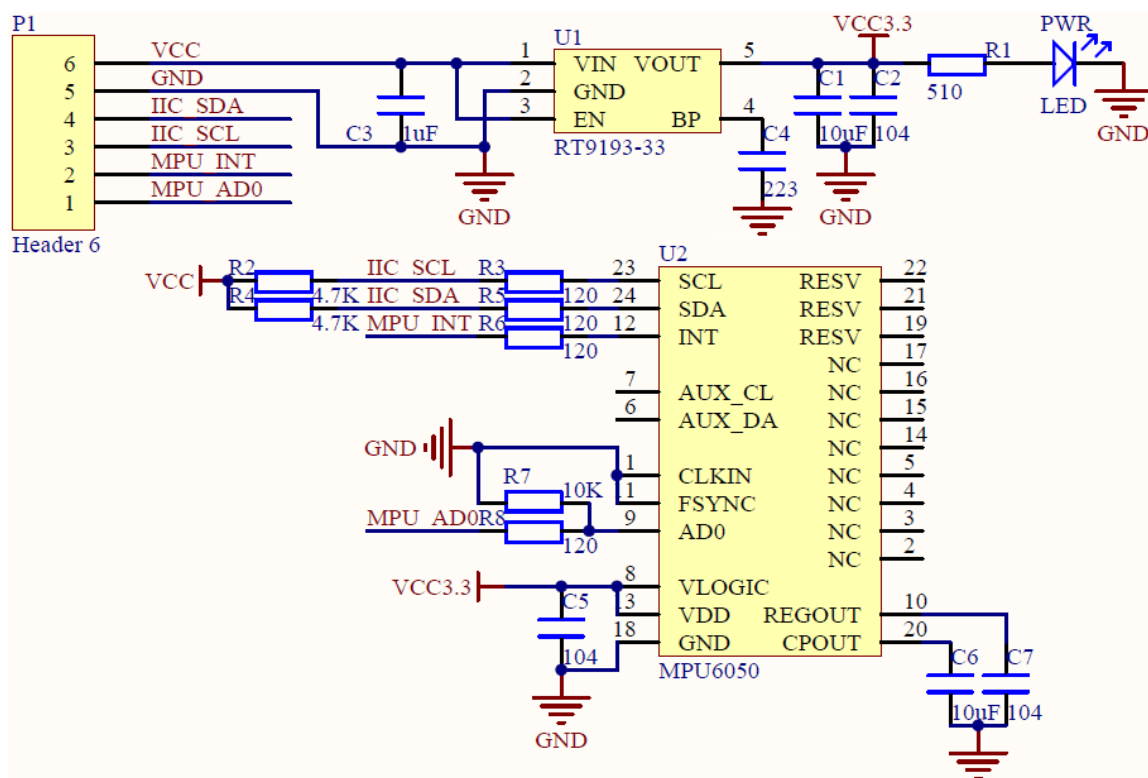 P1
6 VCC
5 GND
4 IIC_SDA
3 IIC_SCL
2 MPU_INT
1 MPU_AD0
Header 6
C3
1uF
U1
1 VIN VOUT 5
2 GND
3 EN BP 4
RT9193-33
GND
C4
223
GND
VCC3.3
C1 C2
10uF 104
GND
R1
510
PWR
LED
GND
U2
VCC R2 IIC_SCL R3 23 SCL RESV 22
R4 4.7K IIC_SDA R5 120 24 SDA RESV 21
4.7K MPU_INT R6 120 12 INT RESV 19
120
NC 17
7 AUX_CL NC 16
6 AUX_DA NC 15
NC 14
GND
1 CLKIN NC 5
R7 10K 11 FSYNC NC 4
MPU_AD0 R8 9 AD0 NC 3
120
NC 2
VCC3.3 8 VLOGIC
C5 13 VDD REGOUT 10
104 18 GND CPOUT 20
MPU6050
GND
C6 C7
10uF 104
GND